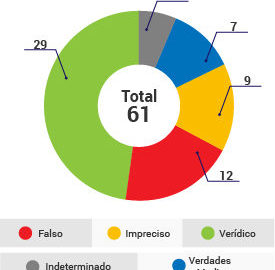 7
29
9
Total
61
12
Falso
Impreciso
Verídico
Indeterminado
Verdades